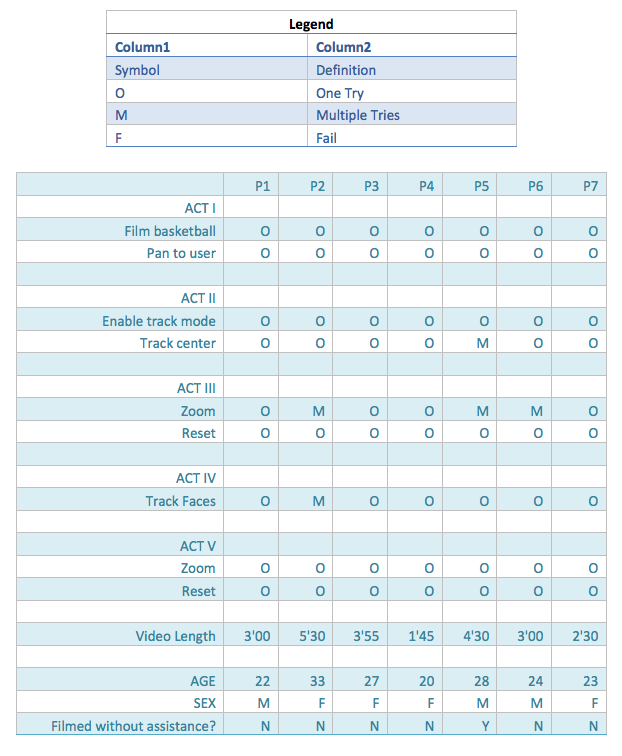 Legend
Column1 Column2
Symbol Definition
O One Try
M Multiple Tries
F Fail
P1 P2 P3 P4 P5 P6 P7
ACT I
Film basketball O O O O O O O
Pan to user O O O O O O O
ACT II
Enable track mode O O O O O O O
Track center O O O O M O O
ACT III
Zoom O M O O M M O
Reset O O O O O O O
ACT IV
Track Faces O M O O O O O
ACT V
Zoom O O O O O O O
Reset O O O O O O O
Video Length 3'00 5'30 3'55 1'45 4'30 3'00 2'30
AGE 22 33 27 20 28 24 23
SEX M F F F M M F
Filmed without assistance? N N N N Y N N